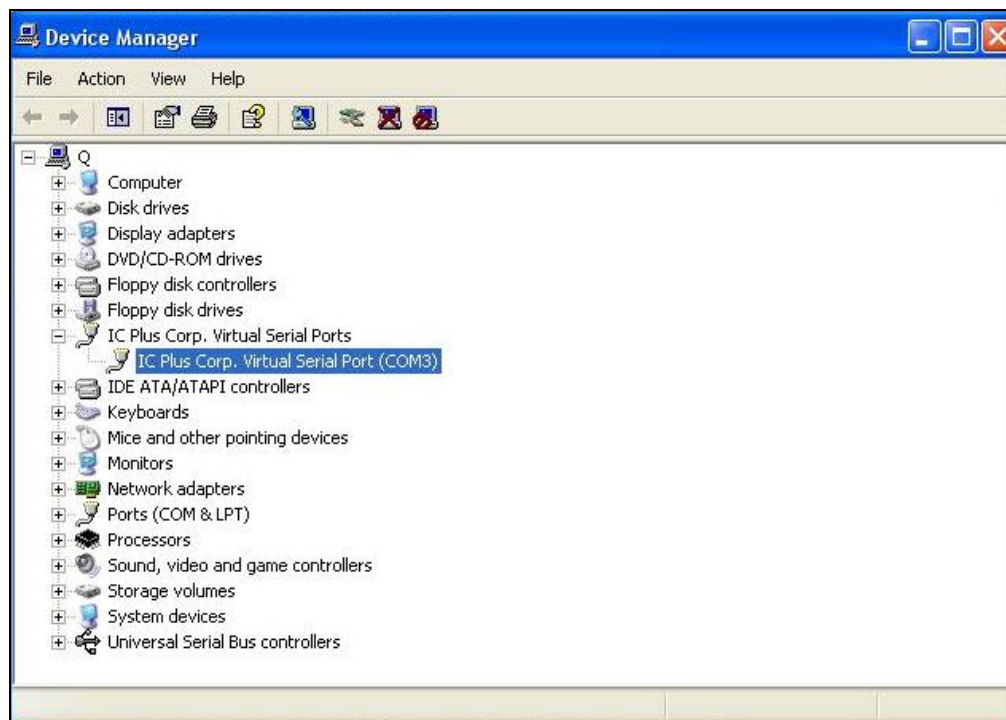 Device Manager
File Action View Help
Q
Computer
Disk drives
Display adapters
DVD/CD-ROM drives
Floppy disk controllers
Floppy disk drives
IC Plus Corp. Virtual Serial Ports
IC Plus Corp. Virtual Serial Port (COM3)
IDE ATA/ATAPI controllers
Keyboards
Mice and other pointing devices
Monitors
Network adapters
Ports (COM & LPT)
Processors
Sound, video and game controllers
Storage volumes
System devices
Universal Serial Bus controllers